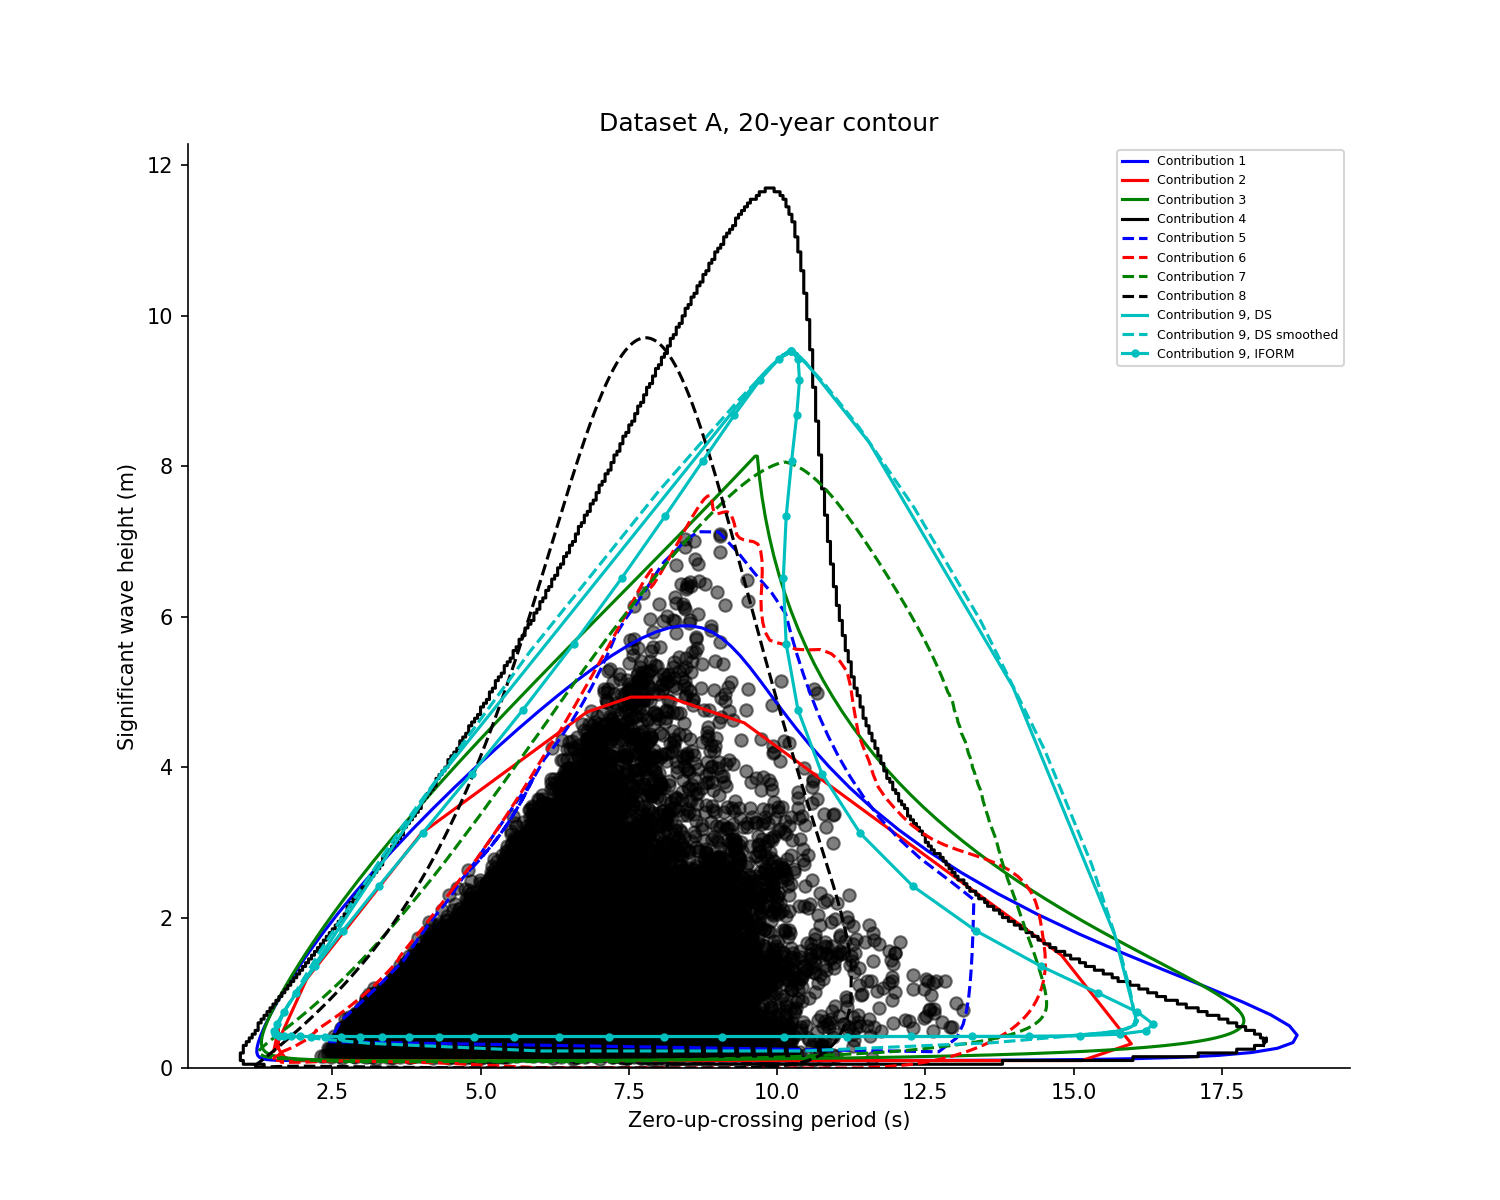 Dataset A, 20-year contour
Contribution 1
Contribution 2
Contribution 3
Contribution 4
Contribution 5
Contribution 6
Contribution 7
Contribution 8
Contribution 9, DS
Contribution 9, DS smoothed
Contribution 9, IFORM
Significant wave height (m)
12
10
8
6
4
2
0
2.5 5.0 7.5 10.0 12.5 15.0 17.5
Zero-up-crossing period (s)